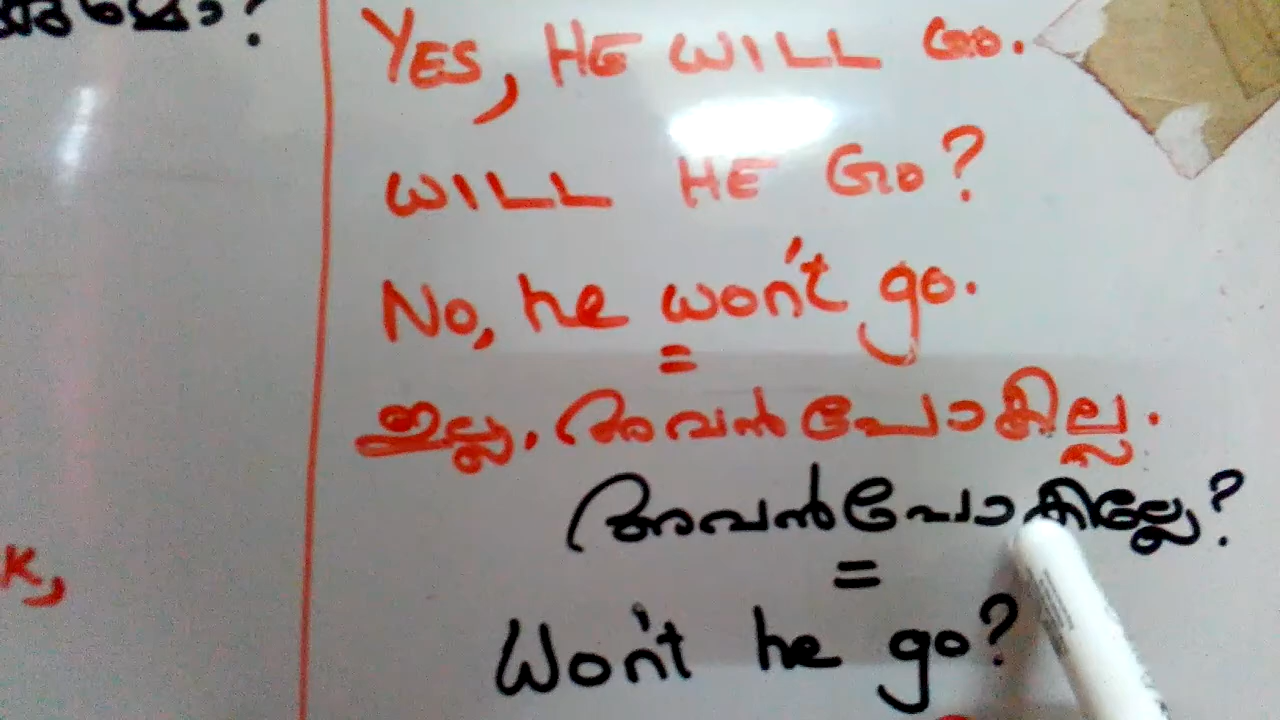 YES, HE WILL GO.
WILL HE GO?
No, he won't go.
=
ഇല്ല, അവൻ പോകില്ല.
അവൻ പോകില്ലേ?
=
Won't he go?
K,